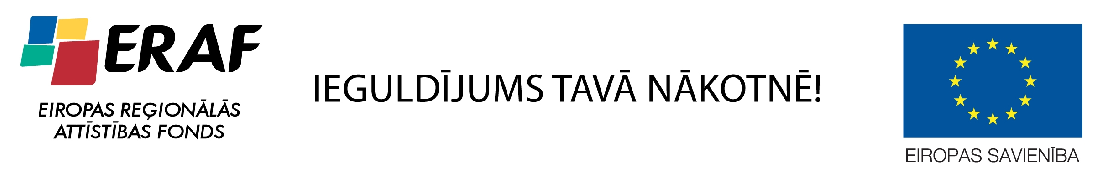 ERAF
EIROPAS REĢIONĀLĀS
ATTĪSTĪBAS FONDS
IEGULDĪJUMS TAVĀ NĀKOTNĒ!
EIROPAS SAVIENĪBA